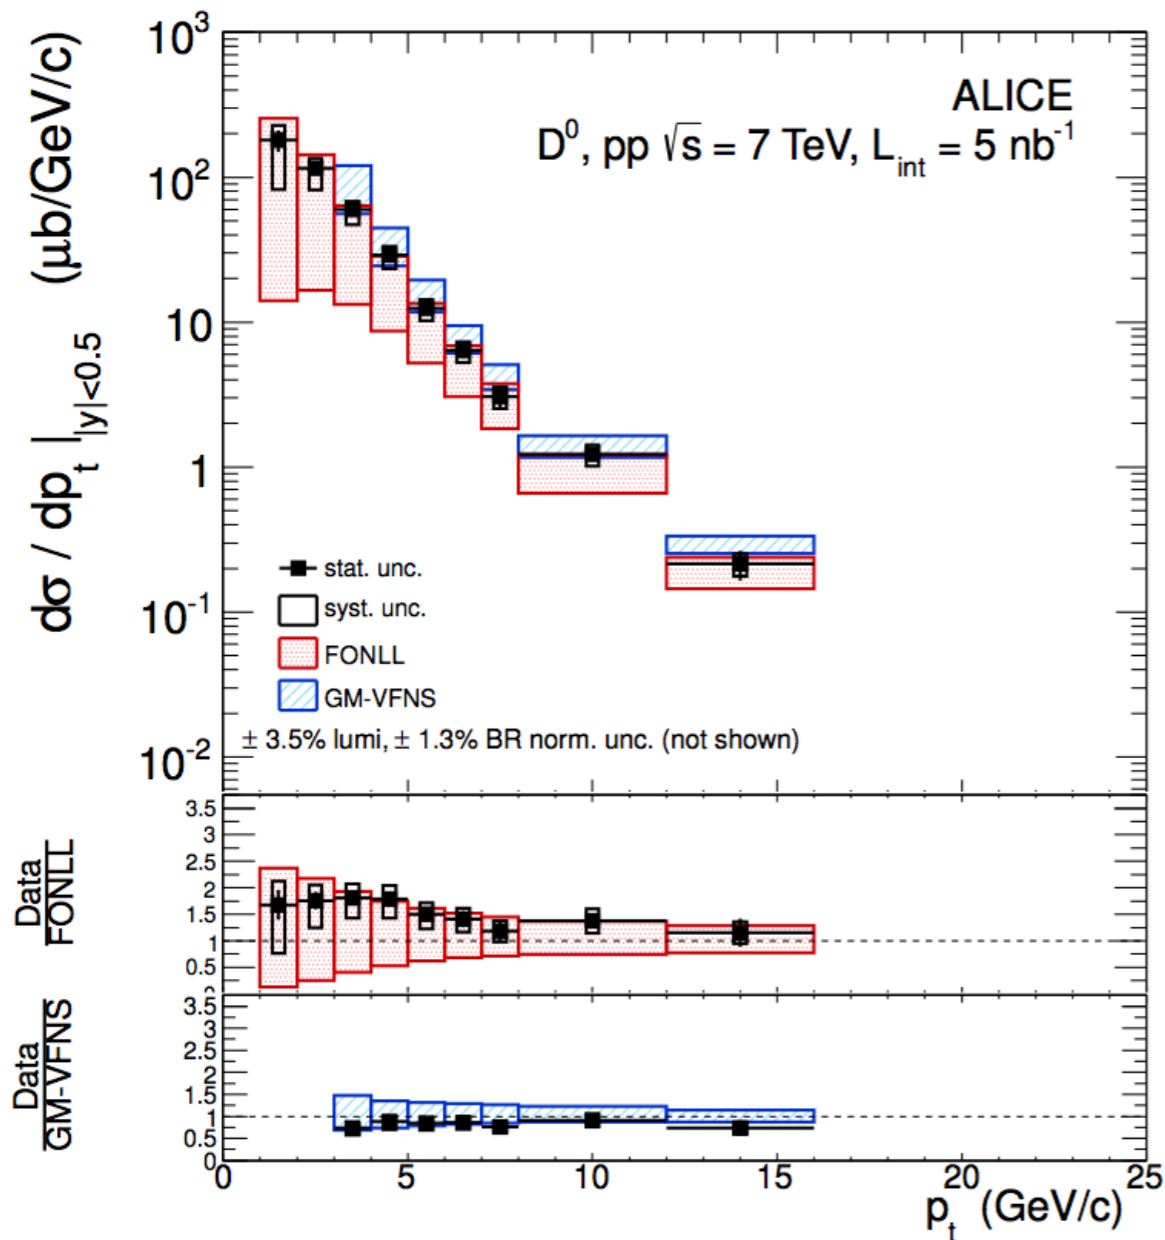 10³
ALICE
D⁰, pp √s = 7 TeV, L_int = 5 nb⁻¹
10²
10
1
10⁻¹
10⁻²
dσ / dp_t |_|y|<0.5 (μb/GeV/c)
stat. unc.
syst. unc.
FONLL
GM-VFNS
± 3.5% lumi, ± 1.3% BR norm. unc. (not shown)
Data
FONLL
3.5
3
2.5
2
1.5
1
0.5
0
Data
GM-VFNS
3.5
3
2.5
2
1.5
1
0.5
0
0 5 10 15 20 25
p_t (GeV/c)